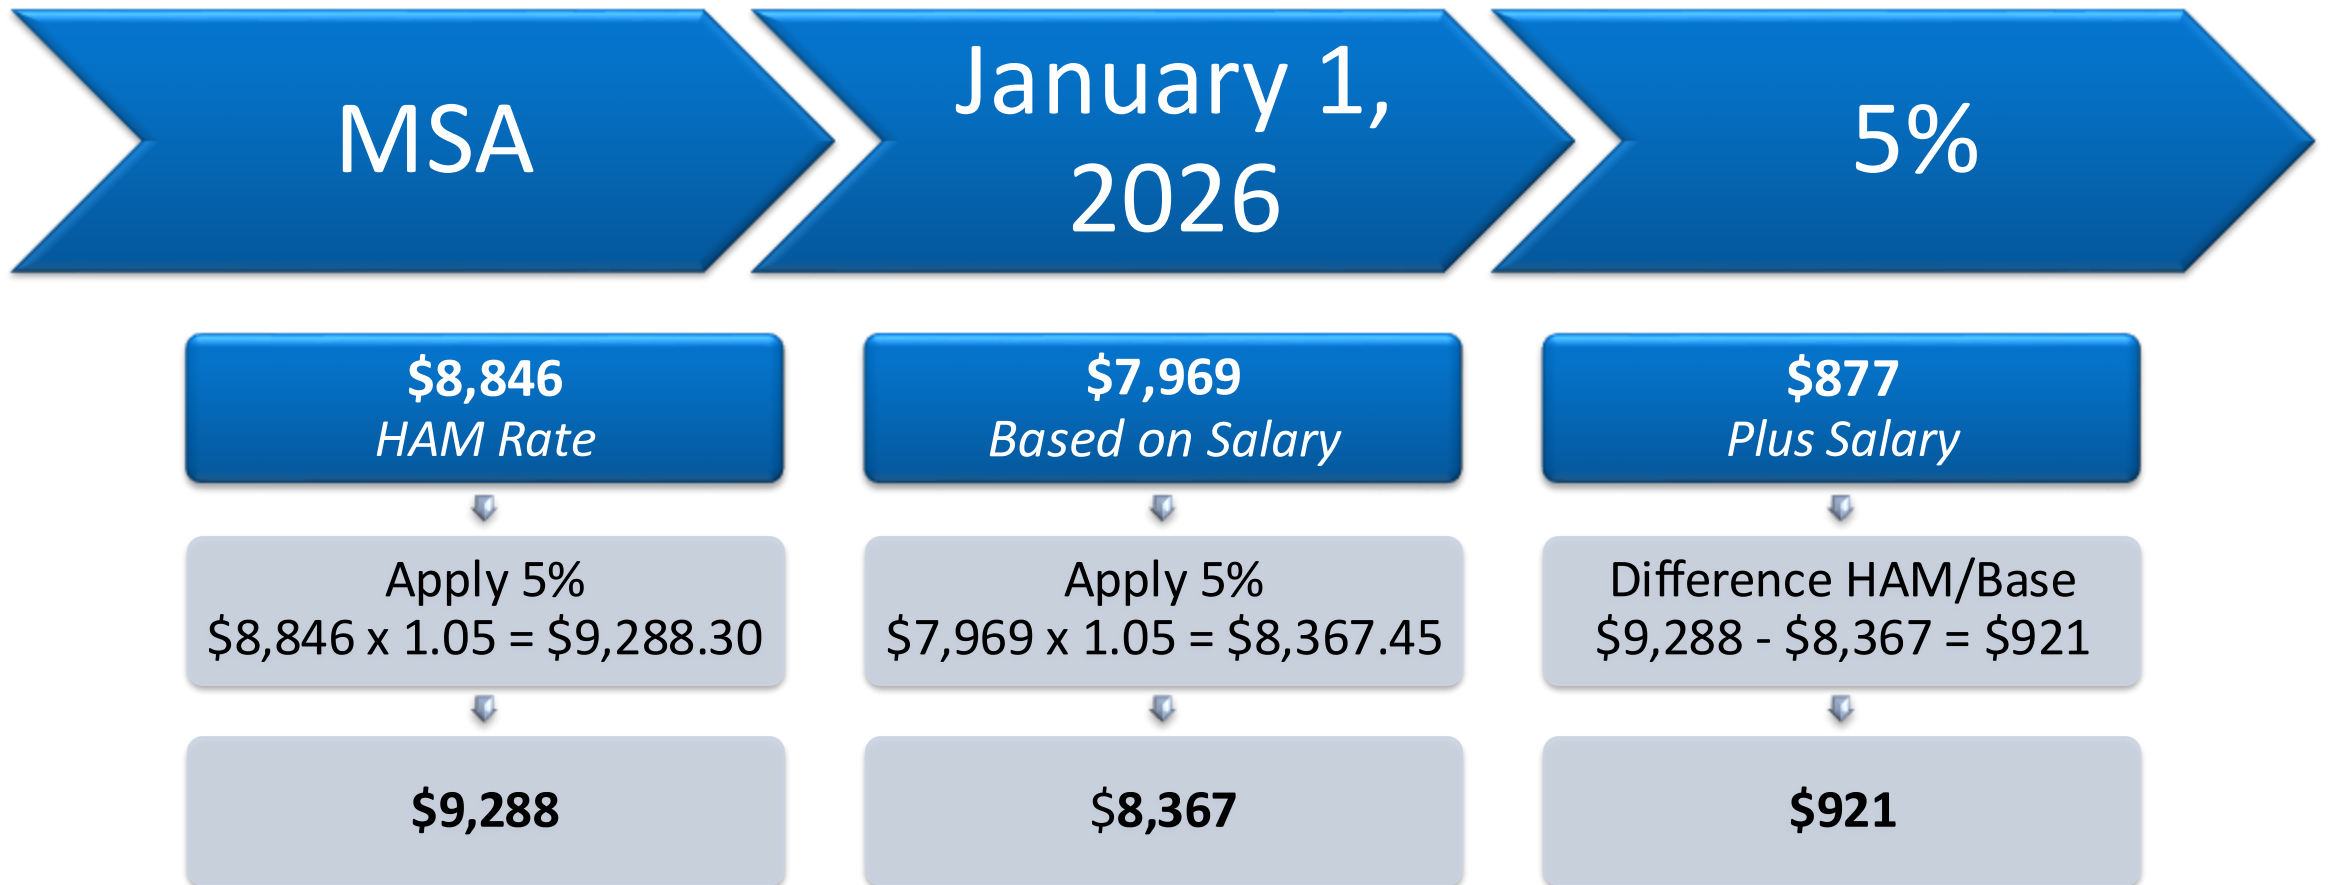 MSA
January 1,
2026
5%
$8,846
HAM Rate
Apply 5%
$8,846 x 1.05 = $9,288.30
$9,288
$7,969
Based on Salary
Apply 5%
$7,969 x 1.05 = $8,367.45
$8,367
$877
Plus Salary
Difference HAM/Base
$9,288 - $8,367 = $921
$921